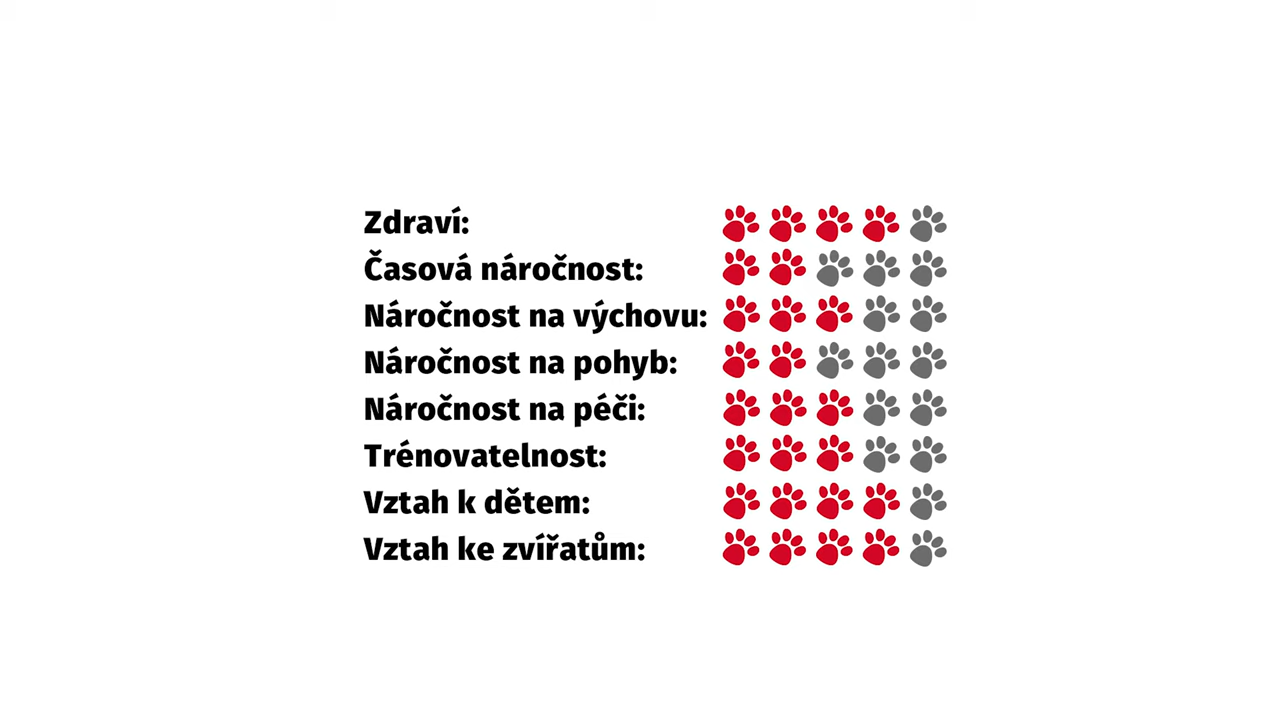 Zdraví:
Časová náročnost:
Náročnost na výchovu:
Náročnost na pohyb:
Náročnost na péči:
Trénovatelnost:
Vztah k dětem:
Vztah ke zvířatům: